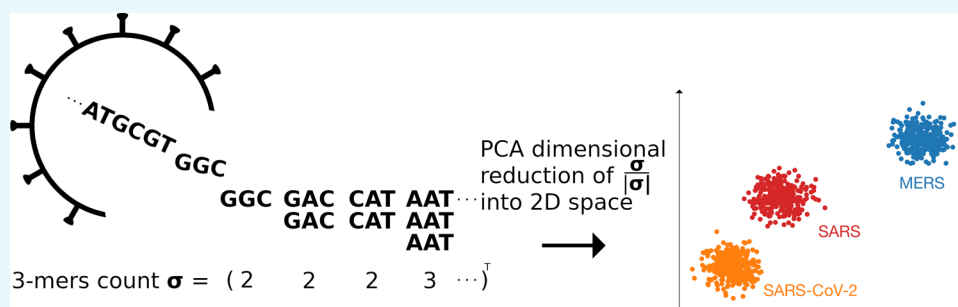 ···ATGCGT
GGC
GGC GAC CAT AAT ···
GAC CAT AAT
AAT
3-mers count σ = ( 2 2 2 3 ···)ᵀ
PCA dimensional
reduction of σ/|σ|
into 2D space
MERS
SARS
SARS-CoV-2